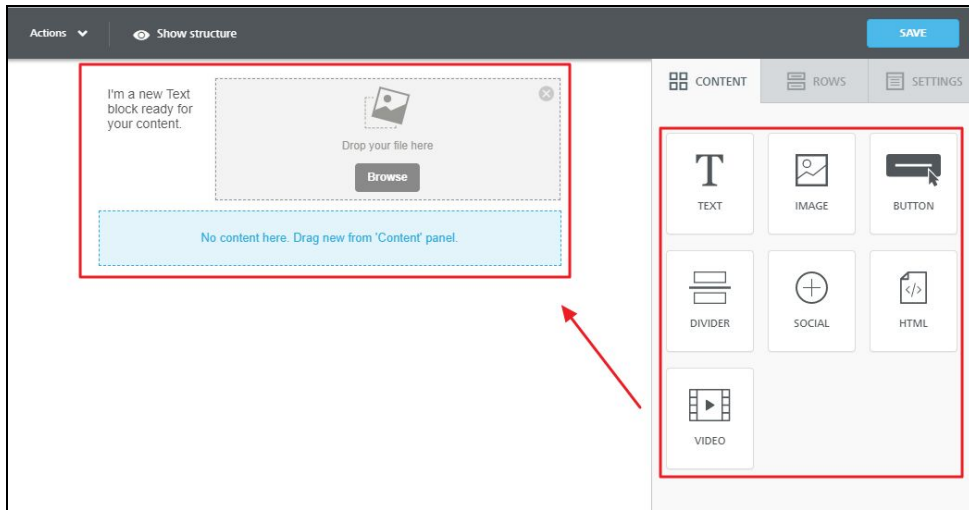 Actions
Show structure
SAVE
I'm a new Text
block ready for
your content.
Drop your file here
Browse
No content here. Drag new from 'Content' panel.
CONTENT
ROWS
SETTINGS
TEXT
IMAGE
BUTTON
DIVIDER
SOCIAL
HTML
</>
VIDEO